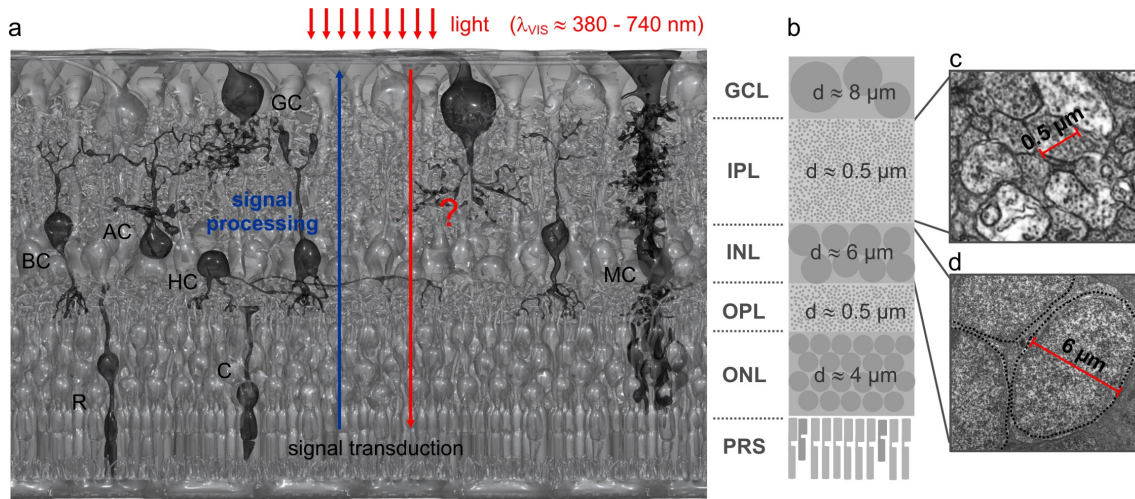 a
light (λVIS ≈ 380 - 740 nm)
GC
signal
processing
?
AC
BC
HC
MC
C
R
signal transduction
b
GCL
d ≈ 8 µm
IPL
d ≈ 0.5 µm
INL
d ≈ 6 µm
OPL
d ≈ 0.5 µm
ONL
d ≈ 4 µm
PRS
c
0.5 µm
d
6 µm